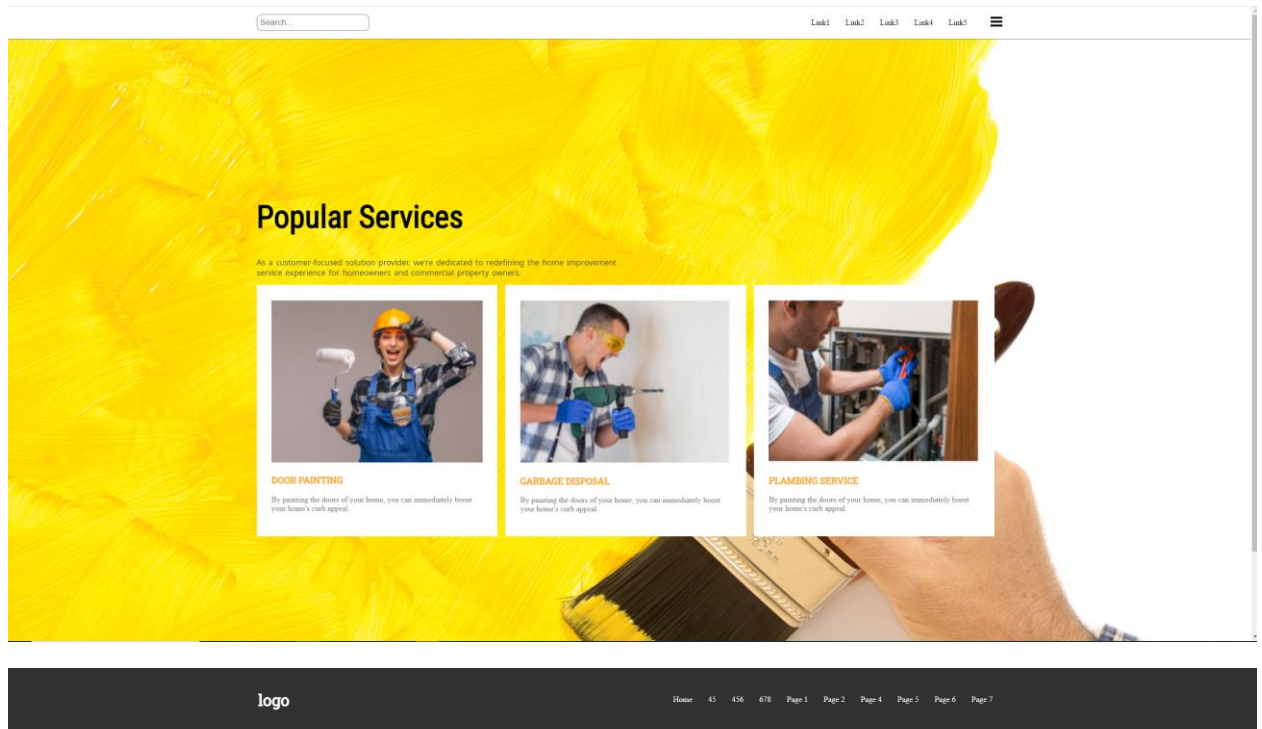 Search...
Link1 Link2 Link3 Link4 Link5
Popular Services
As a customer-focused solution provider, we're dedicated to redefining the home improvement
service experience for homeowners and commercial property owners.
DOOR PAINTING
By painting the doors of your home, you can immediately boost
your home's curb appeal.
GARBAGE DISPOSAL
By painting the doors of your home, you can immediately boost
your home's curb appeal.
PLAMBING SERVICE
By painting the doors of your home, you can immediately boost
your home's curb appeal.
logo
Home 45 456 678 Page 1 Page 2 Page 4 Page 5 Page 6 Page 7